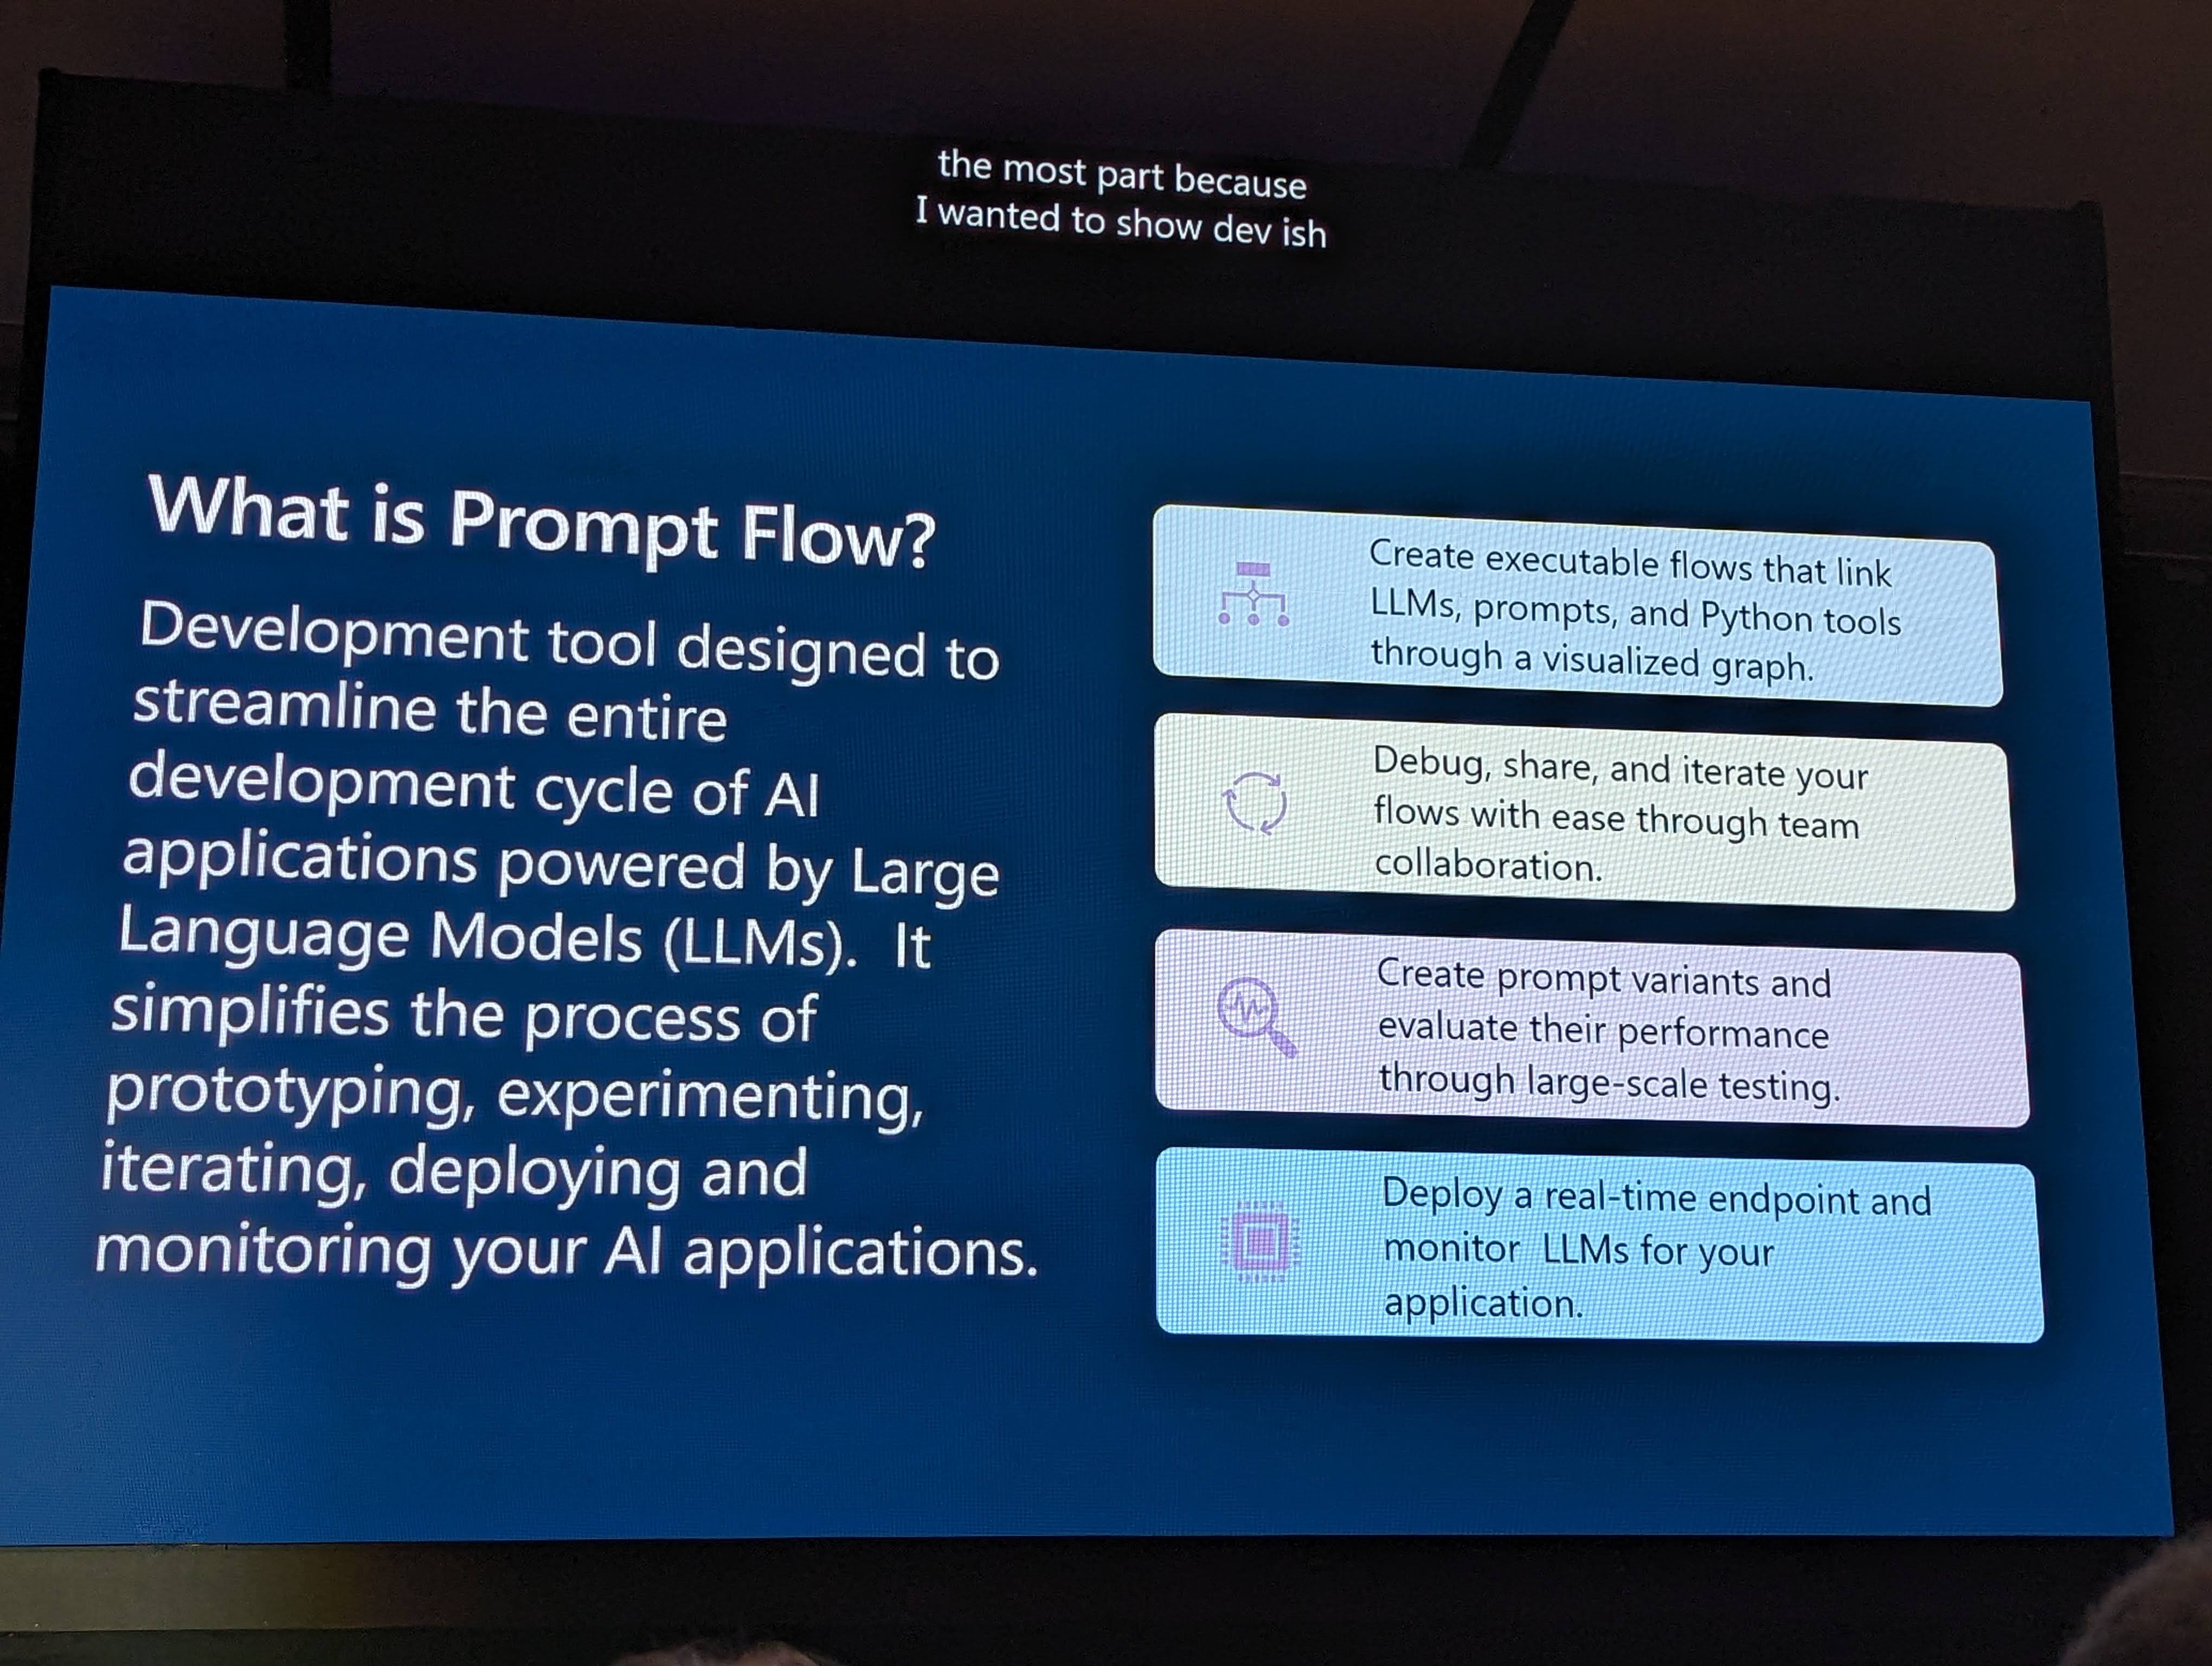 the most part because
I wanted to show dev ish
What is Prompt Flow?
Development tool designed to
streamline the entire
development cycle of AI
applications powered by Large
Language Models (LLMs).  It
simplifies the process of
prototyping, experimenting,
iterating, deploying and
monitoring your AI applications.
Create executable flows that link
LLMs, prompts, and Python tools
through a visualized graph.
Debug, share, and iterate your
flows with ease through team
collaboration.
Create prompt variants and
evaluate their performance
through large-scale testing.
Deploy a real-time endpoint and
monitor  LLMs for your
application.